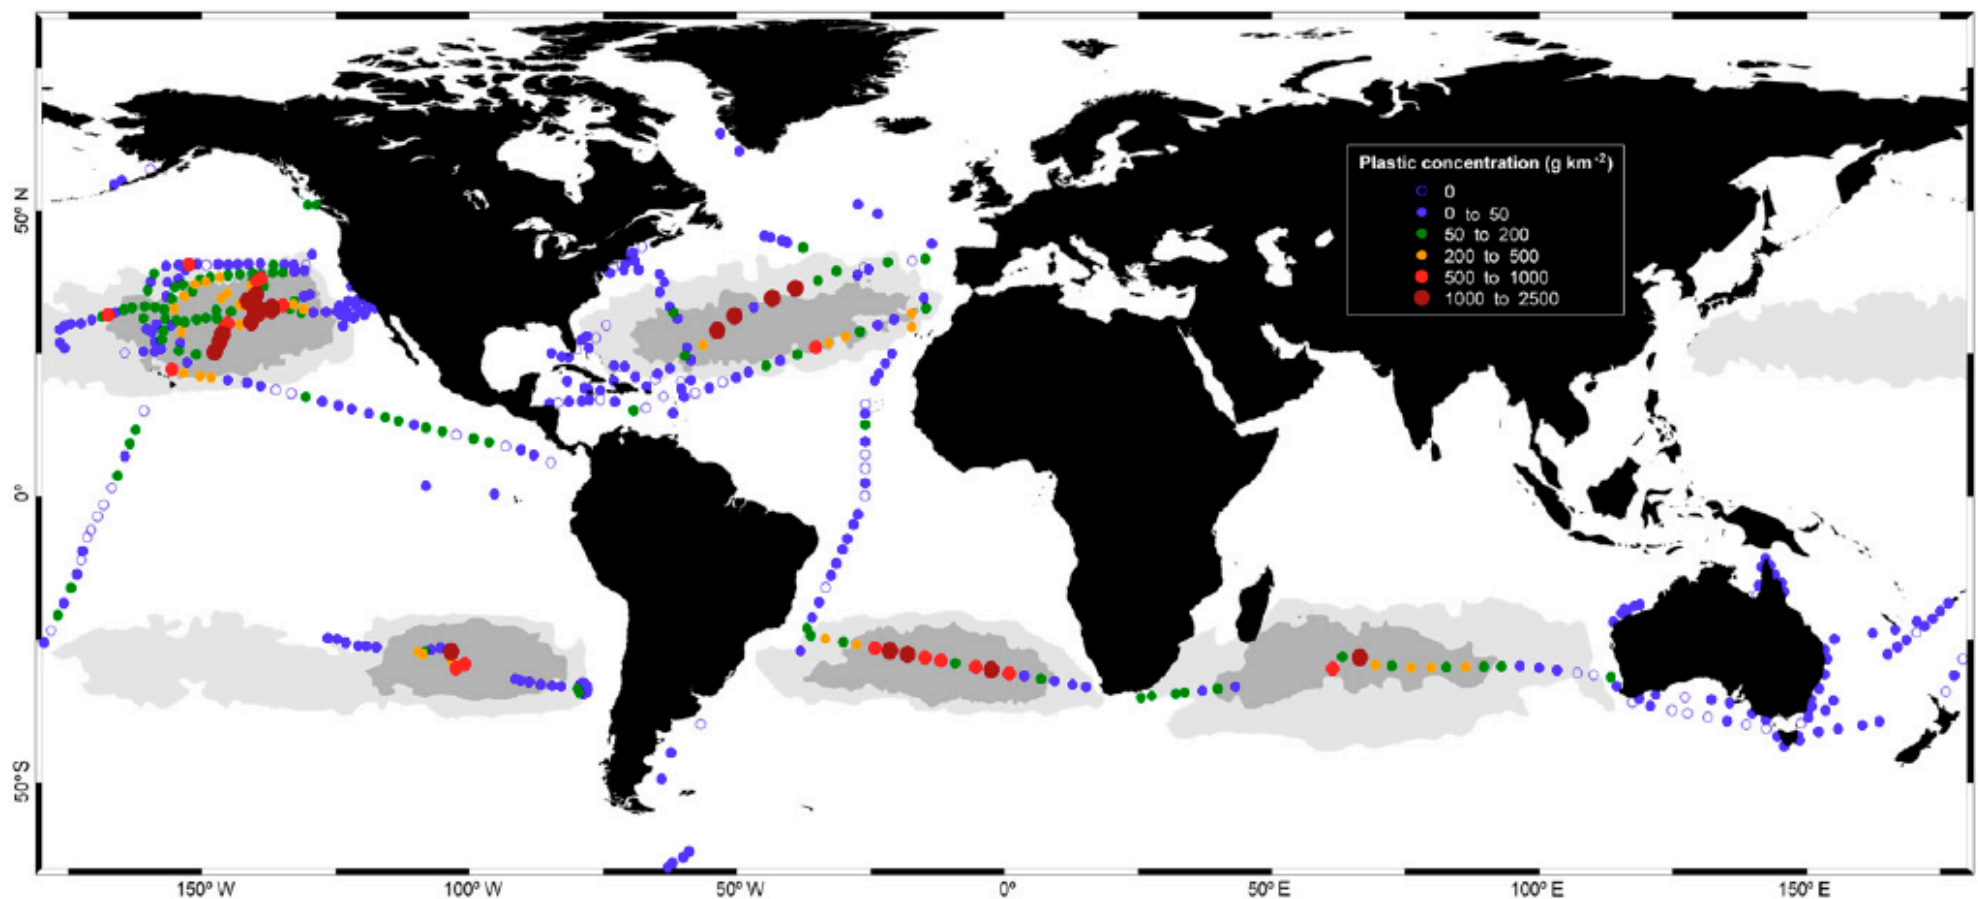 50° N
0°
50° S
Plastic concentration (g km⁻²)
0
0 to 50
50 to 200
200 to 500
500 to 1000
1000 to 2500
150° W
100° W
50° W
0°
50° E
100° E
150° E